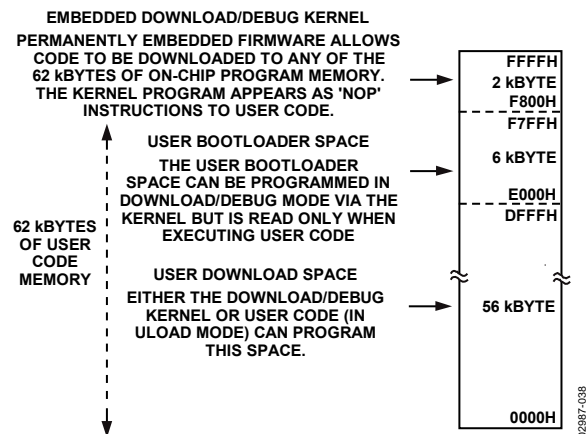 EMBEDDED DOWNLOAD/DEBUG KERNEL
PERMANENTLY EMBEDDED FIRMWARE ALLOWS
CODE TO BE DOWNLOADED TO ANY OF THE
62 kBYTES OF ON-CHIP PROGRAM MEMORY.
THE KERNEL PROGRAM APPEARS AS 'NOP'
INSTRUCTIONS TO USER CODE.
FFFFH
2 kBYTE
F800H
F7FFH
USER BOOTLOADER SPACE
THE USER BOOTLOADER
SPACE CAN BE PROGRAMMED IN
DOWNLOAD/DEBUG MODE VIA THE
KERNEL BUT IS READ ONLY WHEN
EXECUTING USER CODE
6 kBYTE
E000H
DFFFH
62 kBYTES
OF USER
CODE
MEMORY
USER DOWNLOAD SPACE
EITHER THE DOWNLOAD/DEBUG
KERNEL OR USER CODE (IN
ULOAD MODE) CAN PROGRAM
THIS SPACE.
56 kBYTE
0000H
02987-038